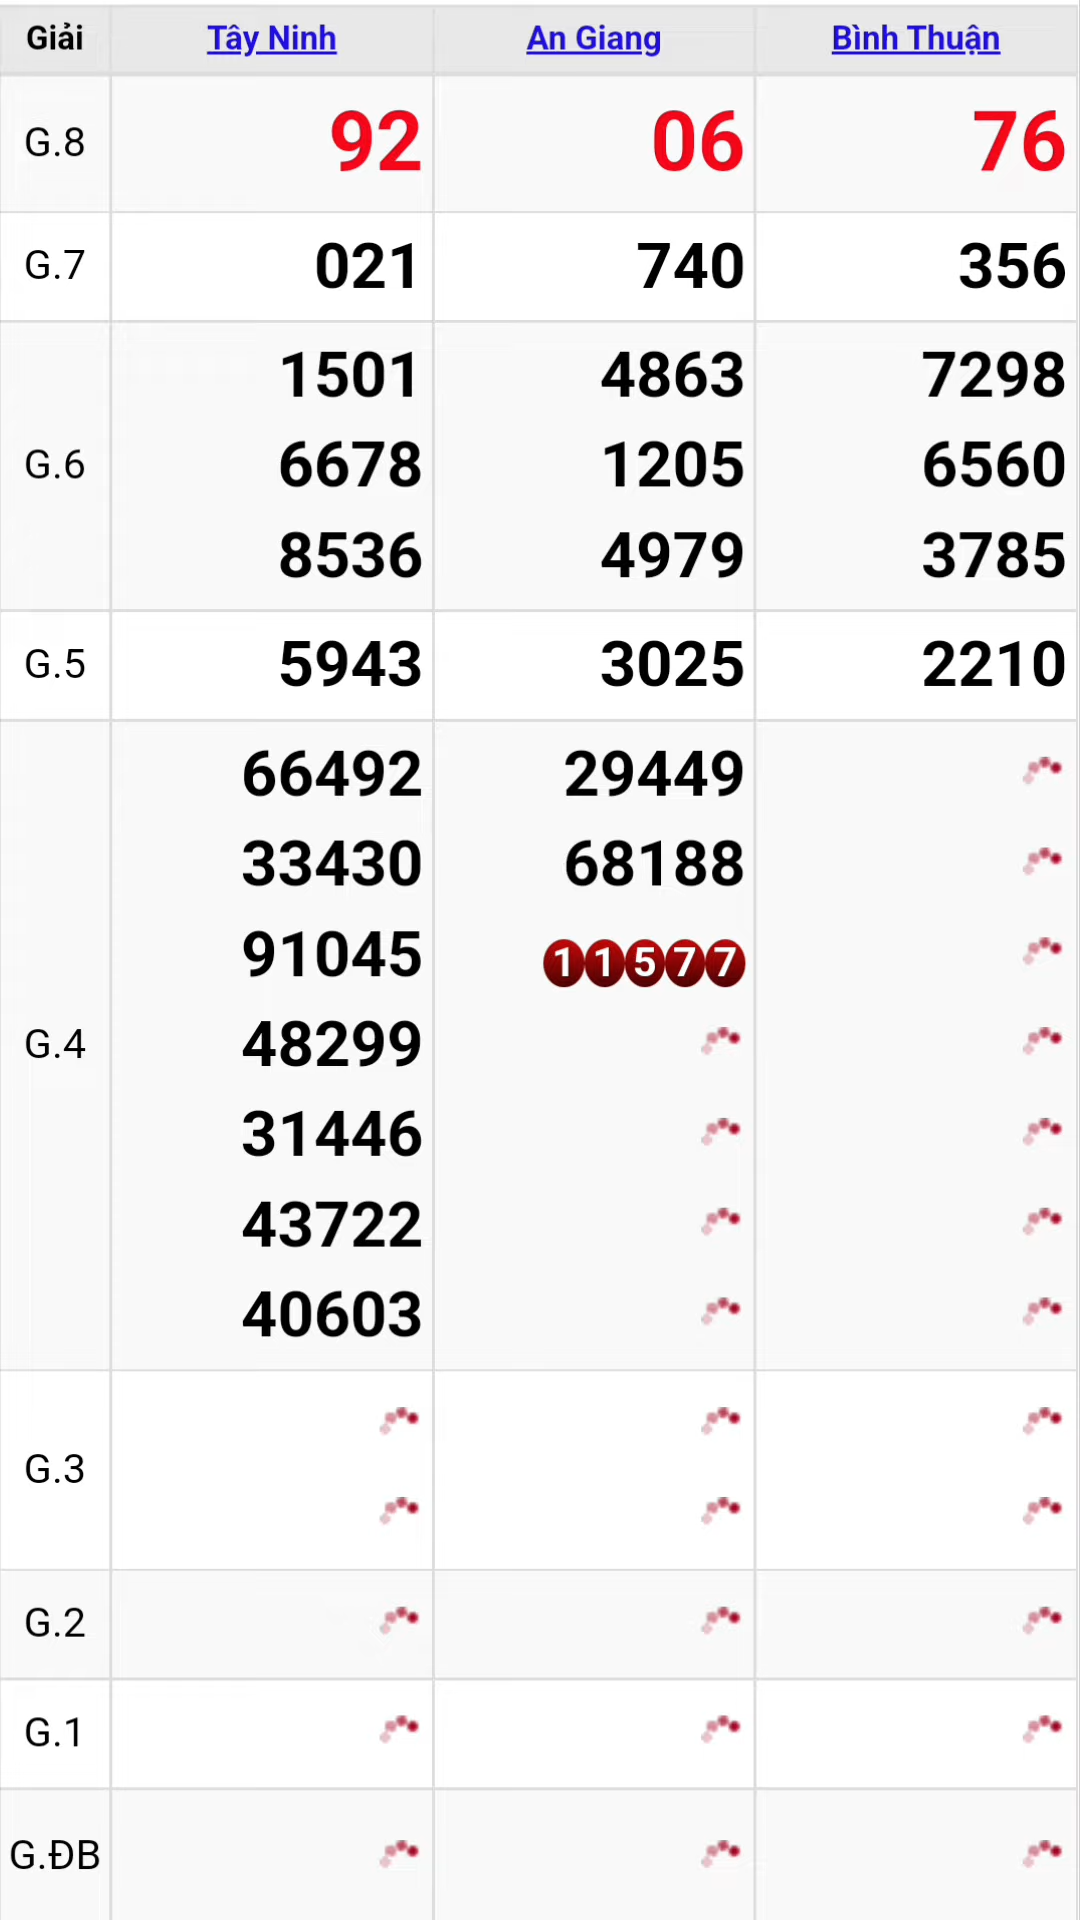 Giải Tây Ninh An Giang Bình Thuận
G.8 92 06 76
G.7 021 740 356
1501 4863 7298
G.6 6678 1205 6560
8536 4979 3785
G.5 5943 3025 2210
66492 29449
33430 68188
91045 11577
G.4 48299
31446
43722
40603
G.3
G.2
G.1
G.ĐB